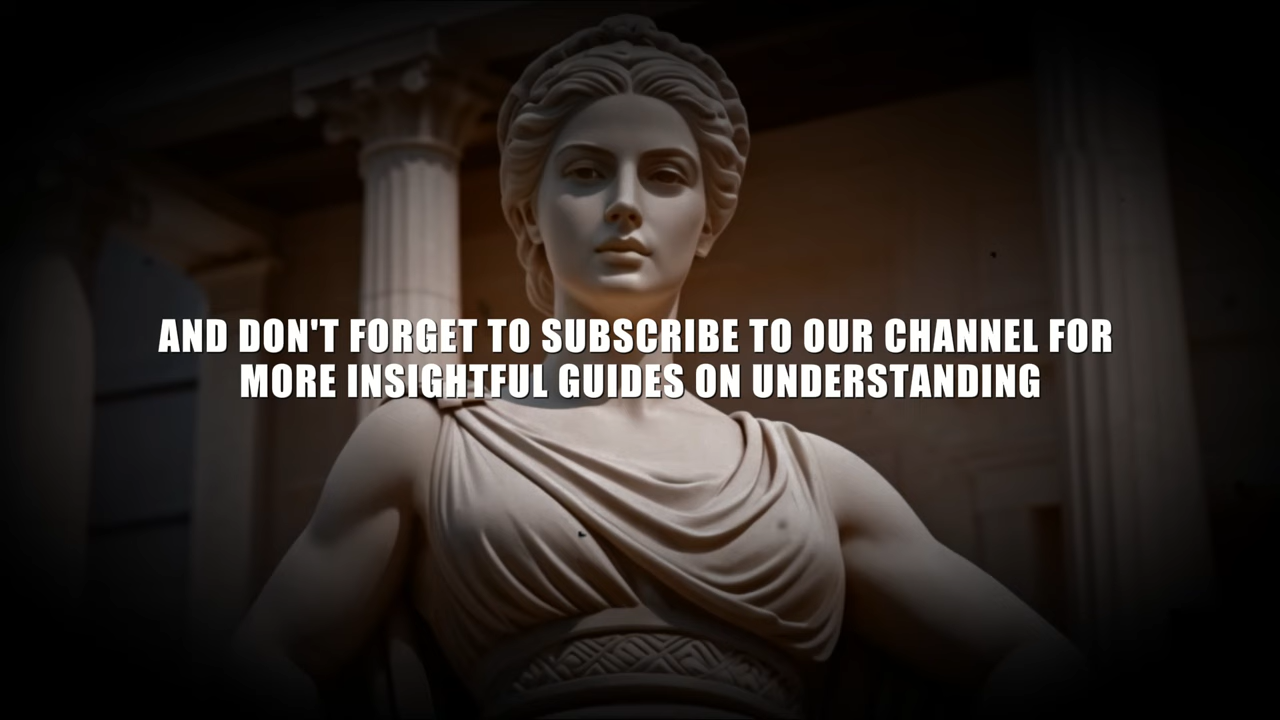 AND DON'T FORGET TO SUBSCRIBE TO OUR CHANNEL FOR
MORE INSIGHTFUL GUIDES ON UNDERSTANDING